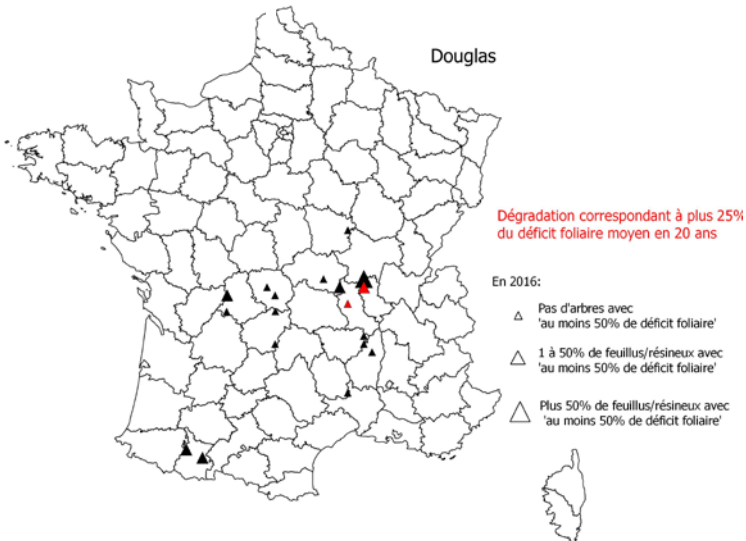 Douglas
Dégradation correspondant à plus 25%
du déficit foliaire moyen en 20 ans
En 2016:
Pas d'arbres avec
'au moins 50% de déficit foliaire'
1 à 50% de feuillus/résineux avec
'au moins 50% de déficit foliaire'
Plus 50% de feuillus/résineux avec
'au moins 50% de déficit foliaire'